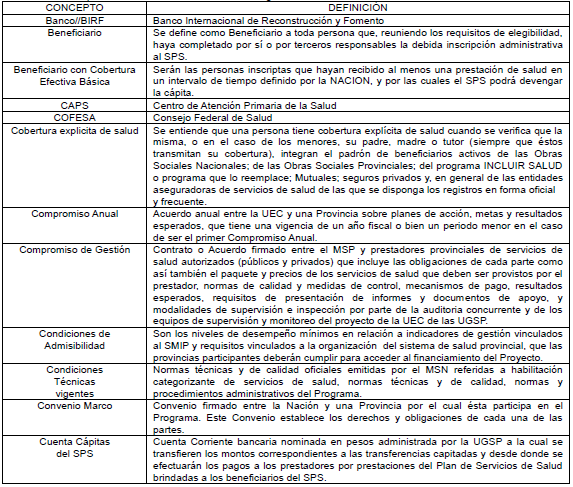 CONCEPTO DEFINICIÓN
Banco//BIRF Banco Internacional de Reconstrucción y Fomento
Beneficiario Se define como Beneficiario a toda persona que, reuniendo los requisitos de elegibilidad,
haya completado por sí o por terceros responsables la debida inscripción administrativa
al SPS.
Beneficiario con Cobertura Serán las personas inscriptas que hayan recibido al menos una prestación de salud en
Efectiva Básica un intervalo de tiempo definido por la NACION, y por las cuales el SPS podrá devengar
la cápita.
CAPS Centro de Atención Primaria de la Salud
COFESA Consejo Federal de Salud
Cobertura explicita de salud Se entiende que una persona tiene cobertura explícita de salud cuando se verifica que la
misma, o en el caso de los menores, su padre, madre o tutor (siempre que éstos
transmitan su cobertura), integran el padrón de beneficiarios activos de las Obras
Sociales Nacionales; de las Obras Sociales Provinciales; del programa INCLUIR SALUD
o programa que lo reemplace; Mutuales; seguros privados y, en general de las entidades
aseguradoras de servicios de salud de las que se disponga los registros en forma oficial
y frecuente.
Compromiso Anual Acuerdo anual entre la UEC y una Provincia sobre planes de acción, metas y resultados
esperados, que tiene una vigencia de un año fiscal o bien un periodo menor en el caso
de ser el primer Compromiso Anual.
Compromiso de Gestión Contrato o Acuerdo firmado entre el MSP y prestadores provinciales de servicios de
salud autorizados (públicos y privados) que incluye las obligaciones de cada parte como
así también el paquete y precios de los servicios de salud que deben ser provistos por el
prestador, normas de calidad y medidas de control, mecanismos de pago, resultados
esperados, requisitos de presentación de informes y documentos de apoyo, y
modalidades de supervisión e inspección por parte de la auditoria concurrente y de los
equipos de supervisión y monitoreo del proyecto de la UEC de las UGSP.
Condiciones de Son los niveles de desempeño mínimos en relación a indicadores de gestión vinculados
Admisibilidad al SMIP y requisitos vinculados a la organización del sistema de salud provincial, que las
provincias participantes deberán cumplir para acceder al financiamiento del Proyecto.
Condiciones Normas técnicas y de calidad oficiales emitidas por el MSN referidas a habilitación
Técnicas categorizante de servicios de salud, normas técnicas y de calidad, normas y
vigentes procedimientos administrativos del Programa.
Convenio Marco Convenio firmado entre la Nación y una Provincia por el cual ésta participa en el
Programa. Este Convenio establece los derechos y obligaciones de cada una de las
partes.
Cuenta Cápitas Cuenta Corriente bancaria nominada en pesos administrada por la UGSP a la cual se
del SPS transfieren los montos correspondientes a las transferencias capitadas y desde donde se
efectuarán los pagos a los prestadores por prestaciones del Plan de Servicios de Salud
brindadas a los beneficiarios del SPS.